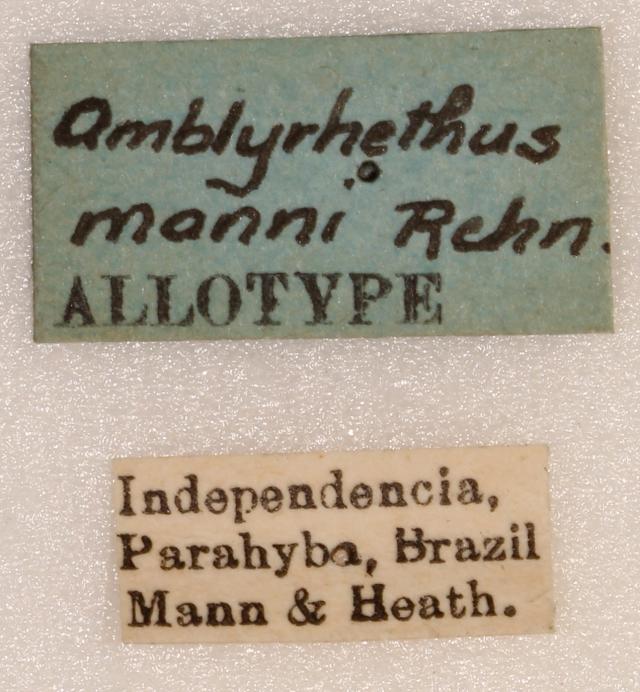 Amblyrhethus
manni Rehn.
ALLOTYPE
Independencia,
Parahyba, Brazil
Mann & Heath.